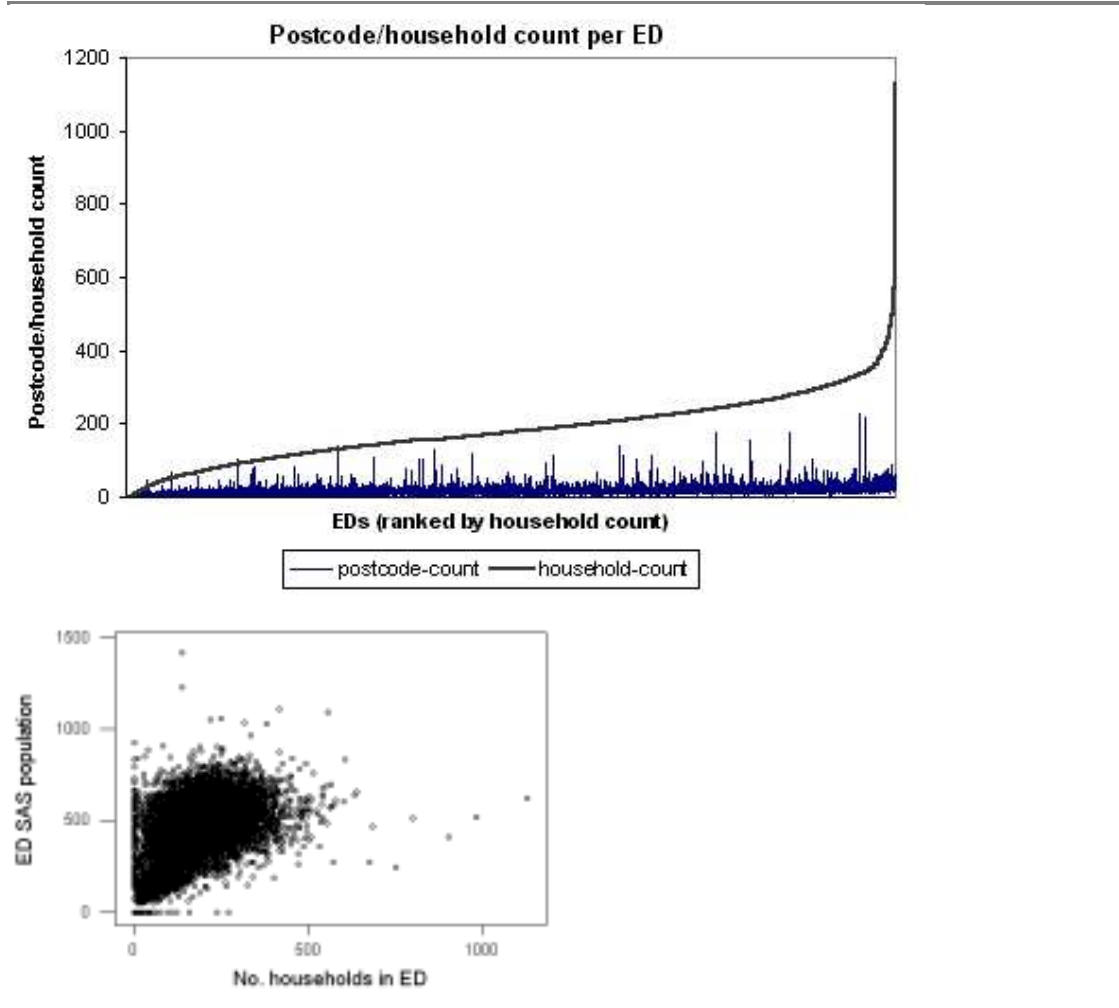 Postcode/household count per ED
1200
1000
800
600
400
200
0
Postcode/household count
EDs (ranked by household count)
postcode-count household-count
1500
1000
500
0
ED SAS population
0 500 1000
No. households in ED